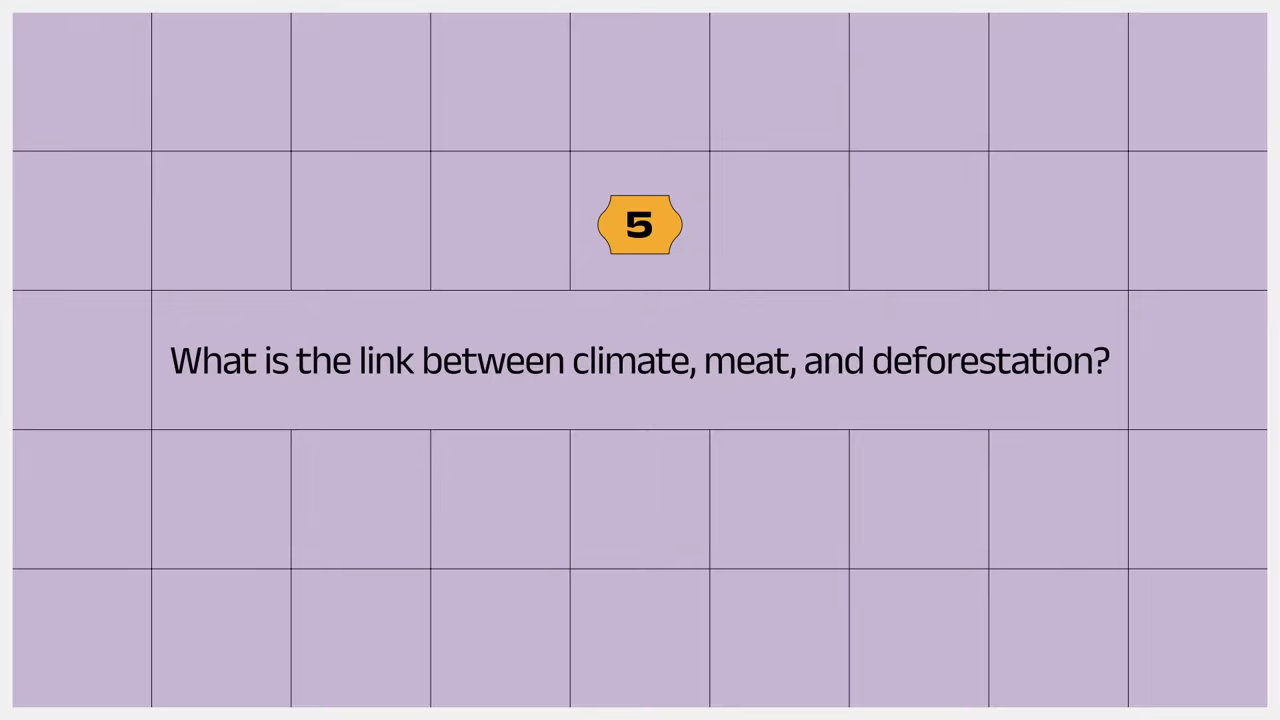 5
What is the link between climate, meat, and deforestation?